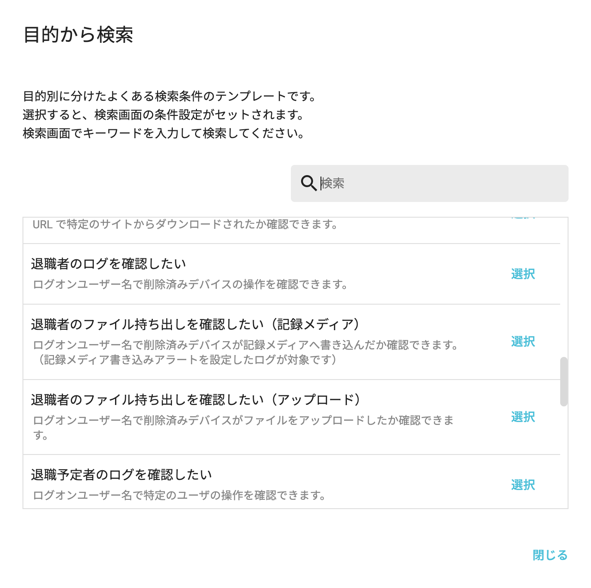 目的から検索
目的別に分けたよくある検索条件のテンプレートです。
選択すると、検索画面の条件設定がセットされます。
検索画面でキーワードを入力して検索してください。
検索
URL で特定のサイトからダウンロードされたか確認できます。
選択
退職者のログを確認したい
ログオンユーザー名で削除済みデバイスの操作を確認できます。
選択
退職者のファイル持ち出しを確認したい（記録メディア）
ログオンユーザー名で削除済みデバイスが記録メディアへ書き込んだか確認できます。
（記録メディア書き込みアラートを設定したログが対象です）
選択
退職者のファイル持ち出しを確認したい（アップロード）
ログオンユーザー名で削除済みデバイスがファイルをアップロードしたか確認できま
す。
選択
退職予定者のログを確認したい
ログオンユーザー名で特定のユーザの操作を確認できます。
選択
閉じる